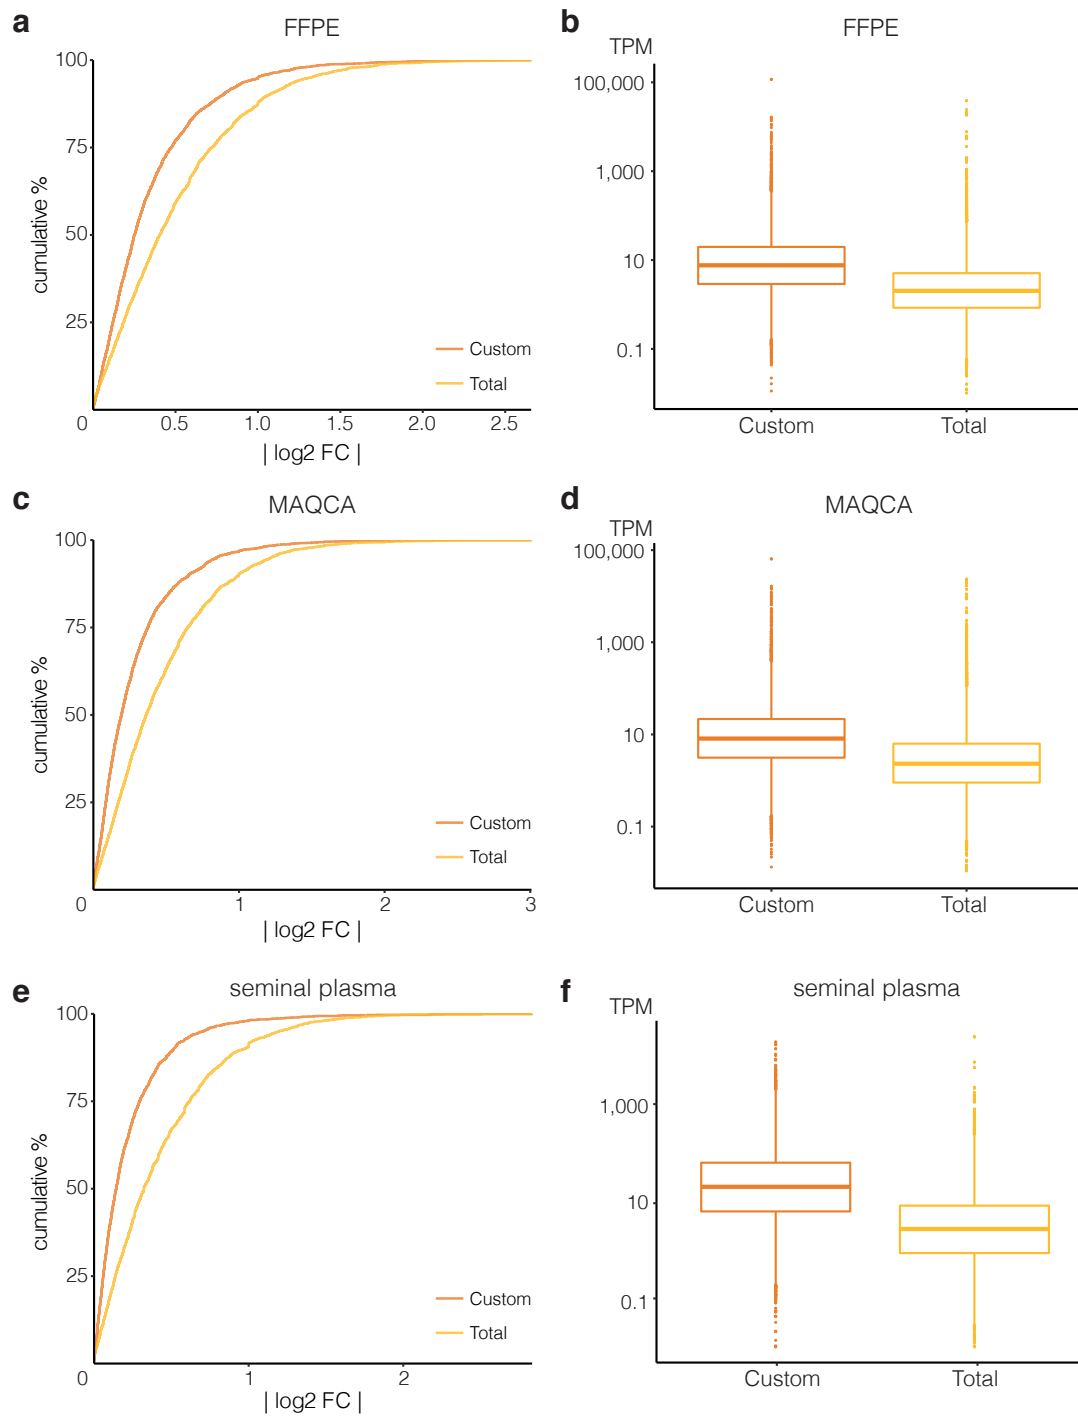 a
FFPE
100
75
50
25
0
0.5
1.0
1.5
2.0
2.5
cumulative %
| log2 FC |
Custom
Total
b
FFPE
TPM
100,000
1,000
10
0.1
Custom
Total
c
MAQCA
100
75
50
25
0
1
2
3
cumulative %
| log2 FC |
Custom
Total
d
MAQCA
TPM
100,000
1,000
10
0.1
Custom
Total
e
seminal plasma
100
75
50
25
0
1
2
cumulative %
| log2 FC |
Custom
Total
f
seminal plasma
TPM
1,000
10
0.1
Custom
Total